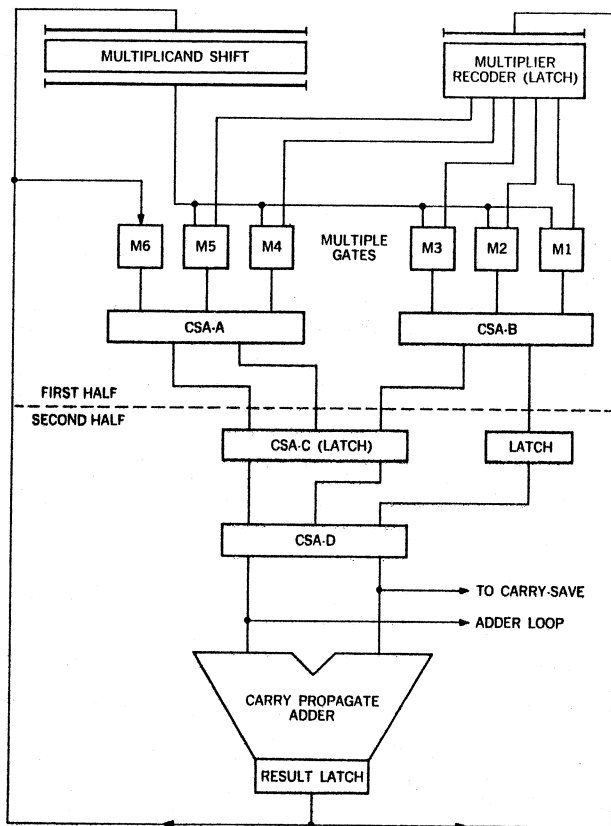 MULTIPLICAND SHIFT
MULTIPLIER
RECODER (LATCH)
M6
M5
M4
MULTIPLE
GATES
M3
M2
M1
CSA-A
CSA-B
FIRST HALF
SECOND HALF
CSA-C (LATCH)
LATCH
CSA-D
TO CARRY-SAVE
ADDER LOOP
CARRY PROPAGATE
ADDER
RESULT LATCH